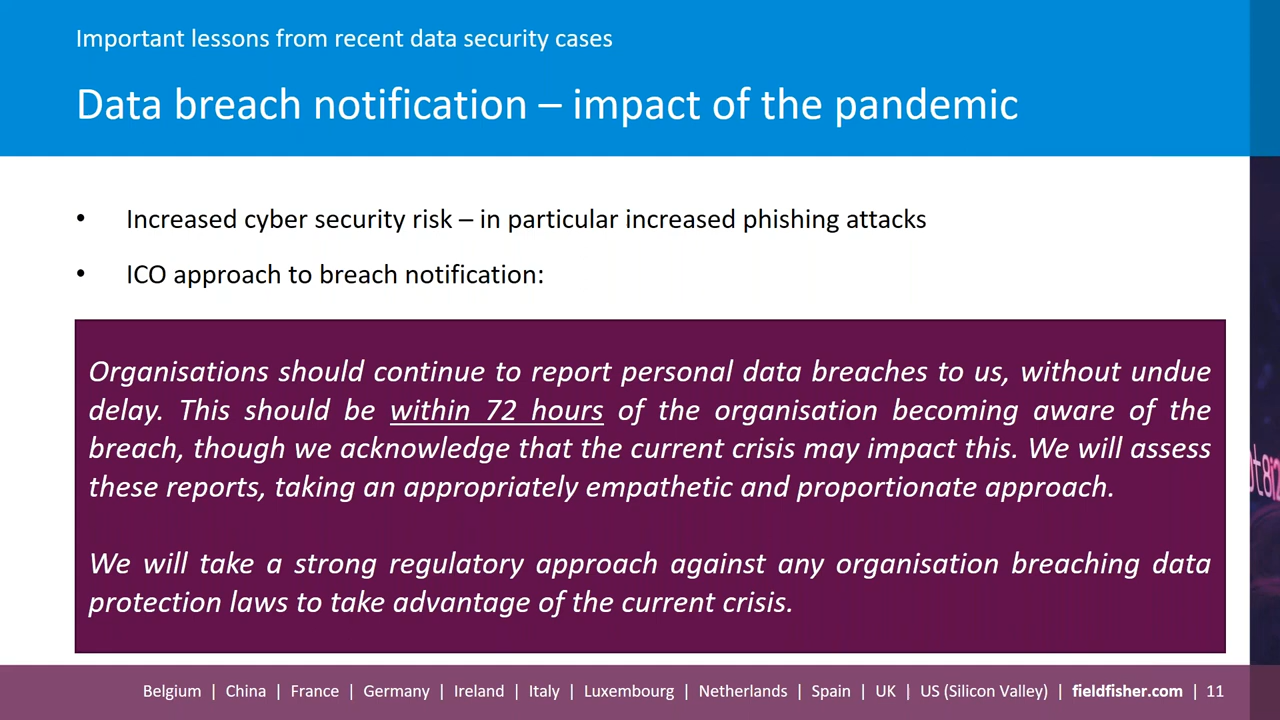 Important lessons from recent data security cases
Data breach notification – impact of the pandemic
• Increased cyber security risk – in particular increased phishing attacks
• ICO approach to breach notification:
Organisations should continue to report personal data breaches to us, without undue
delay. This should be within 72 hours of the organisation becoming aware of the
breach, though we acknowledge that the current crisis may impact this. We will assess
these reports, taking an appropriately empathetic and proportionate approach.
We will take a strong regulatory approach against any organisation breaching data
protection laws to take advantage of the current crisis.
Belgium | China | France | Germany | Ireland | Italy | Luxembourg | Netherlands | Spain | UK | US (Silicon Valley) | fieldfisher.com | 11